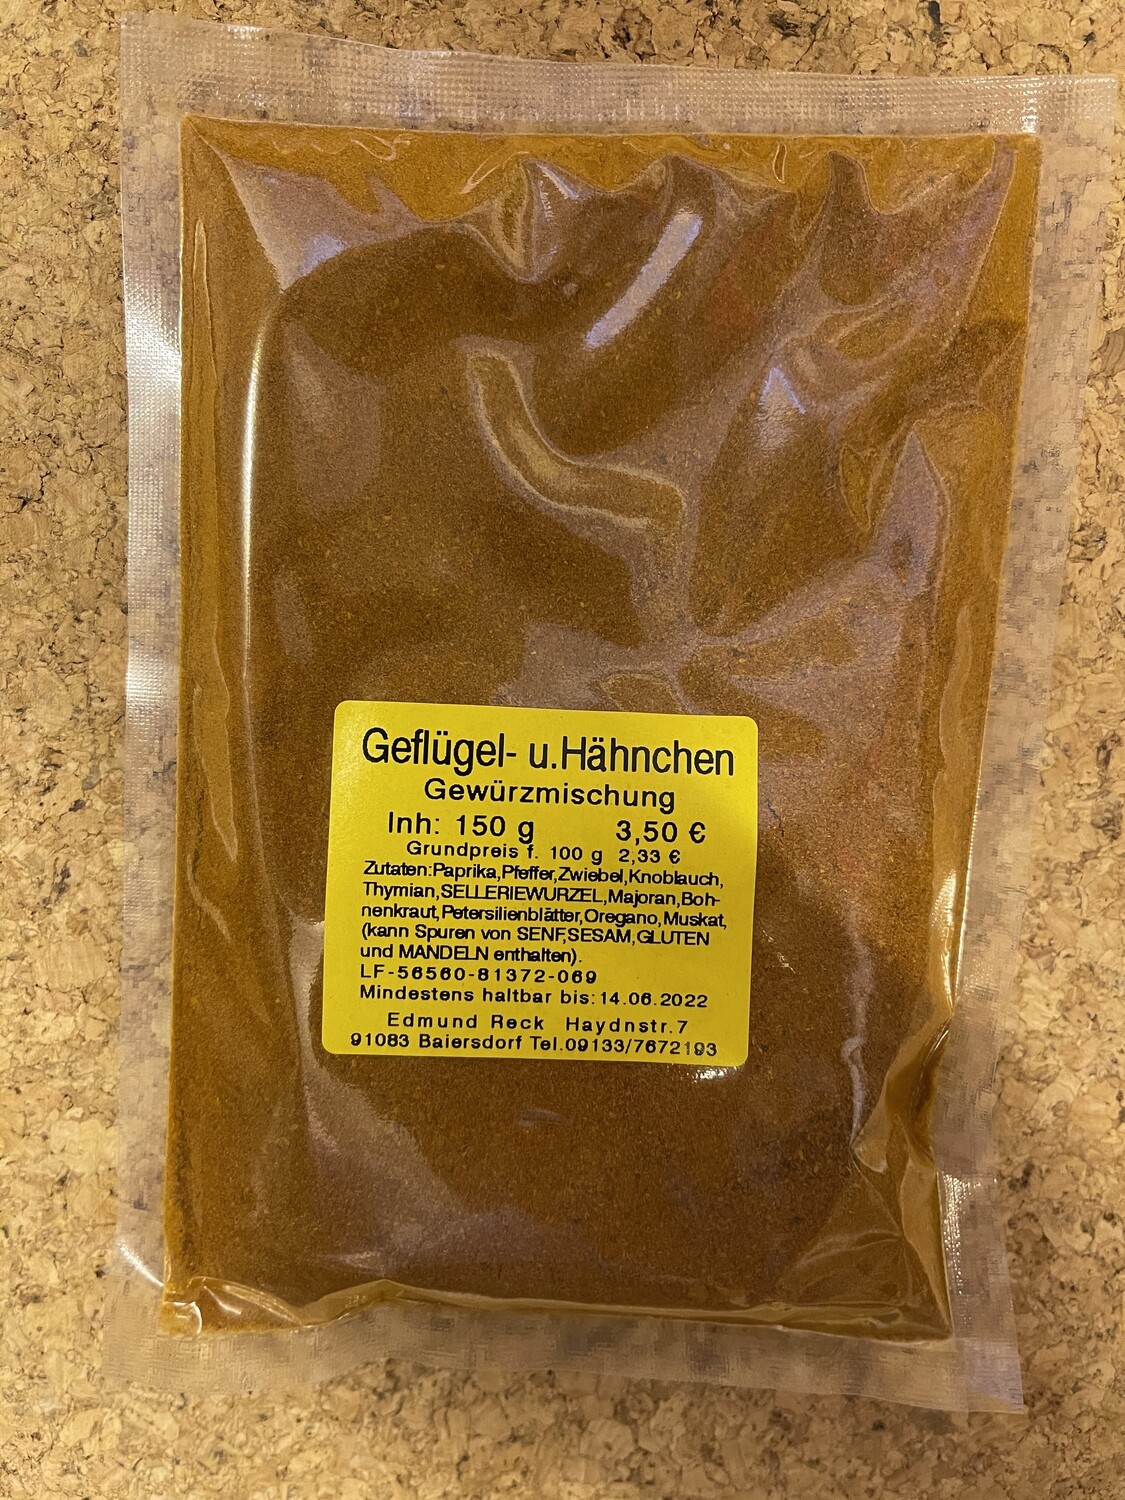 Geflügel- u.Hähnchen
Gewürzmischung
Inh: 150 g 3,50 €
Grundpreis f. 100 g 2,33 €
Zutaten:Paprika,Pfeffer,Zwiebel,Knoblauch,
Thymian,SELLERIEWURZEL,Majoran,Boh-
nenkraut,Petersilienblätter,Oregano,Muskat,
(kann Spuren von SENF,SESAM,GLUTEN
und MANDELN enthalten).
LF-56560-81372-069
Mindestens haltbar bis:14.06.2022
Edmund Reck Haydnstr.7
91083 Baiersdorf Tel.09133/7672193